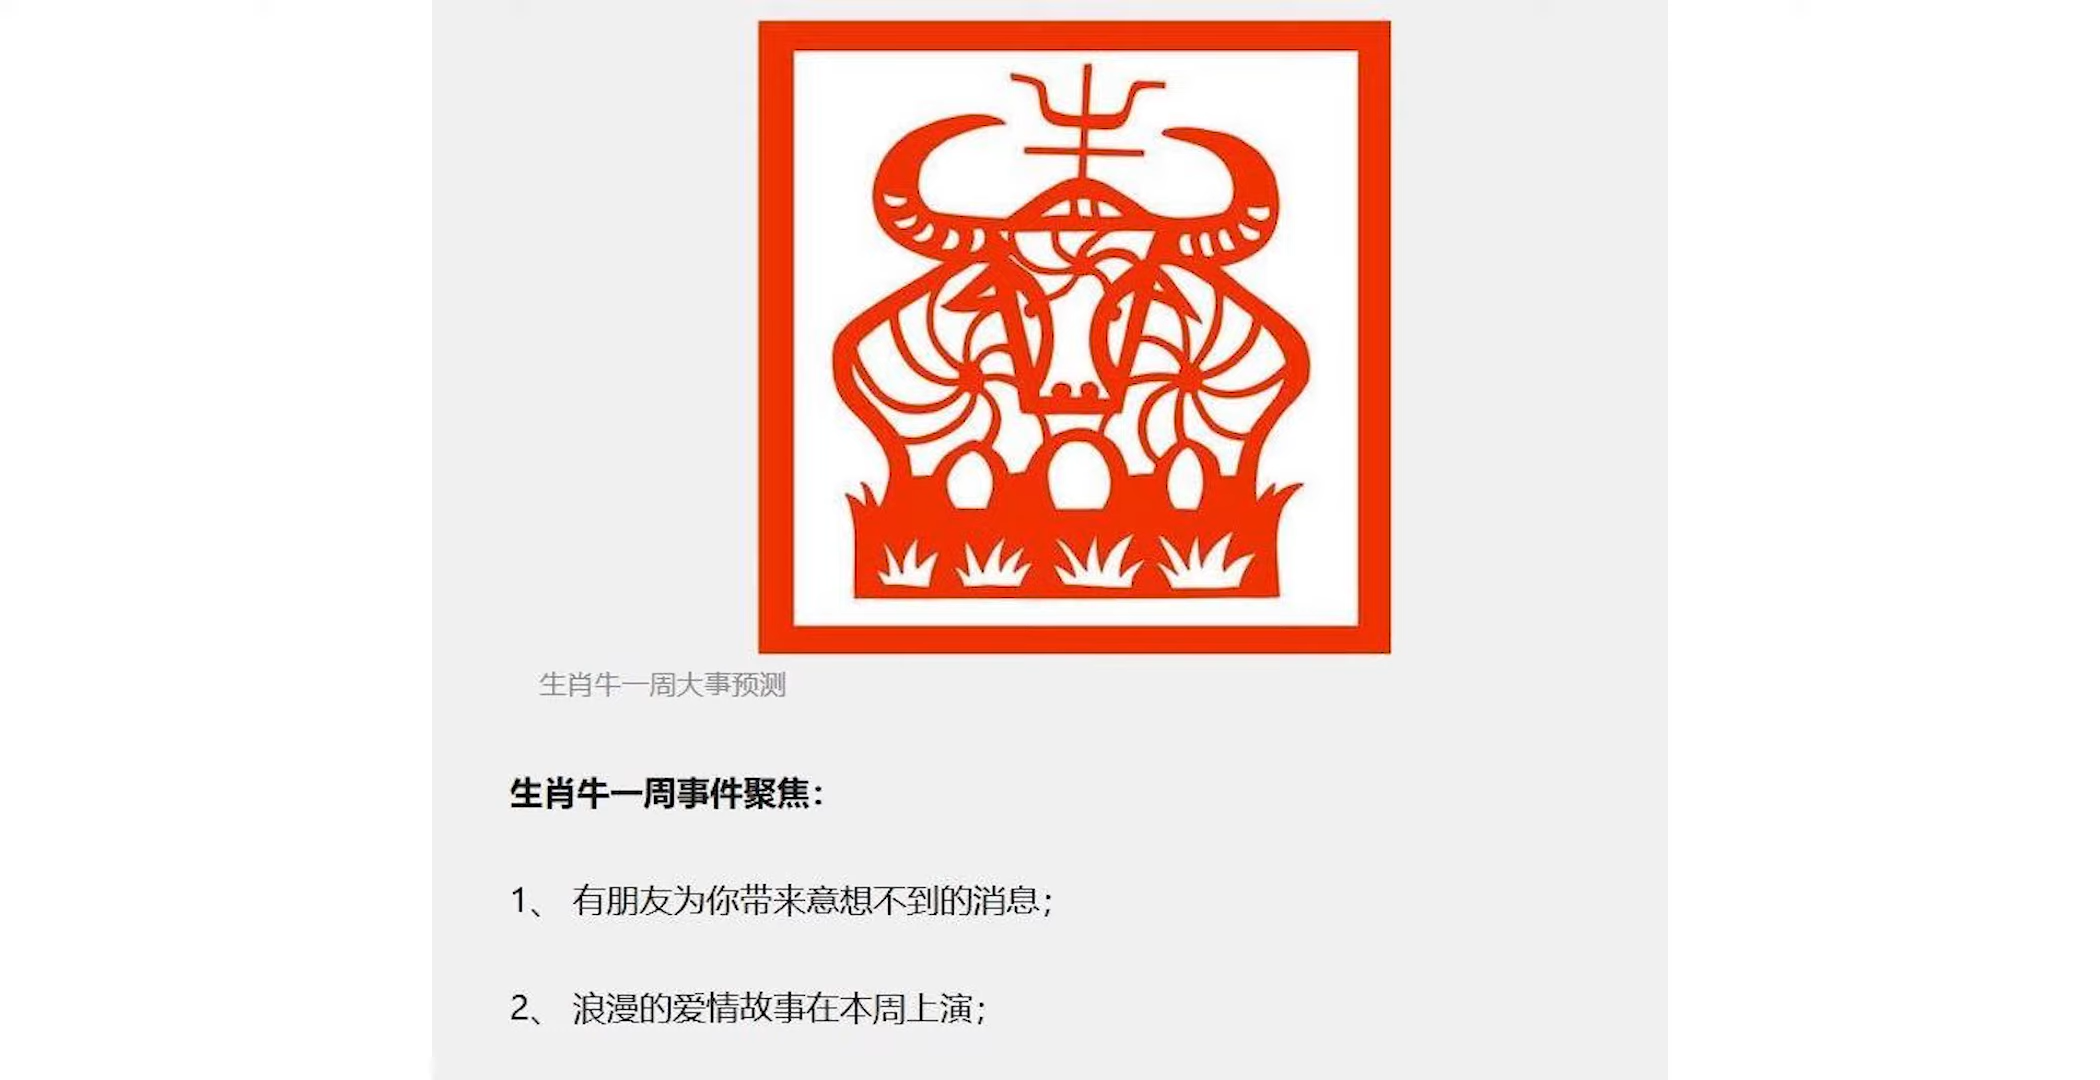 牛
生肖牛一周大事预测
生肖牛一周事件聚焦：
1、 有朋友为你带来意想不到的消息；
2、 浪漫的爱情故事在本周上演；